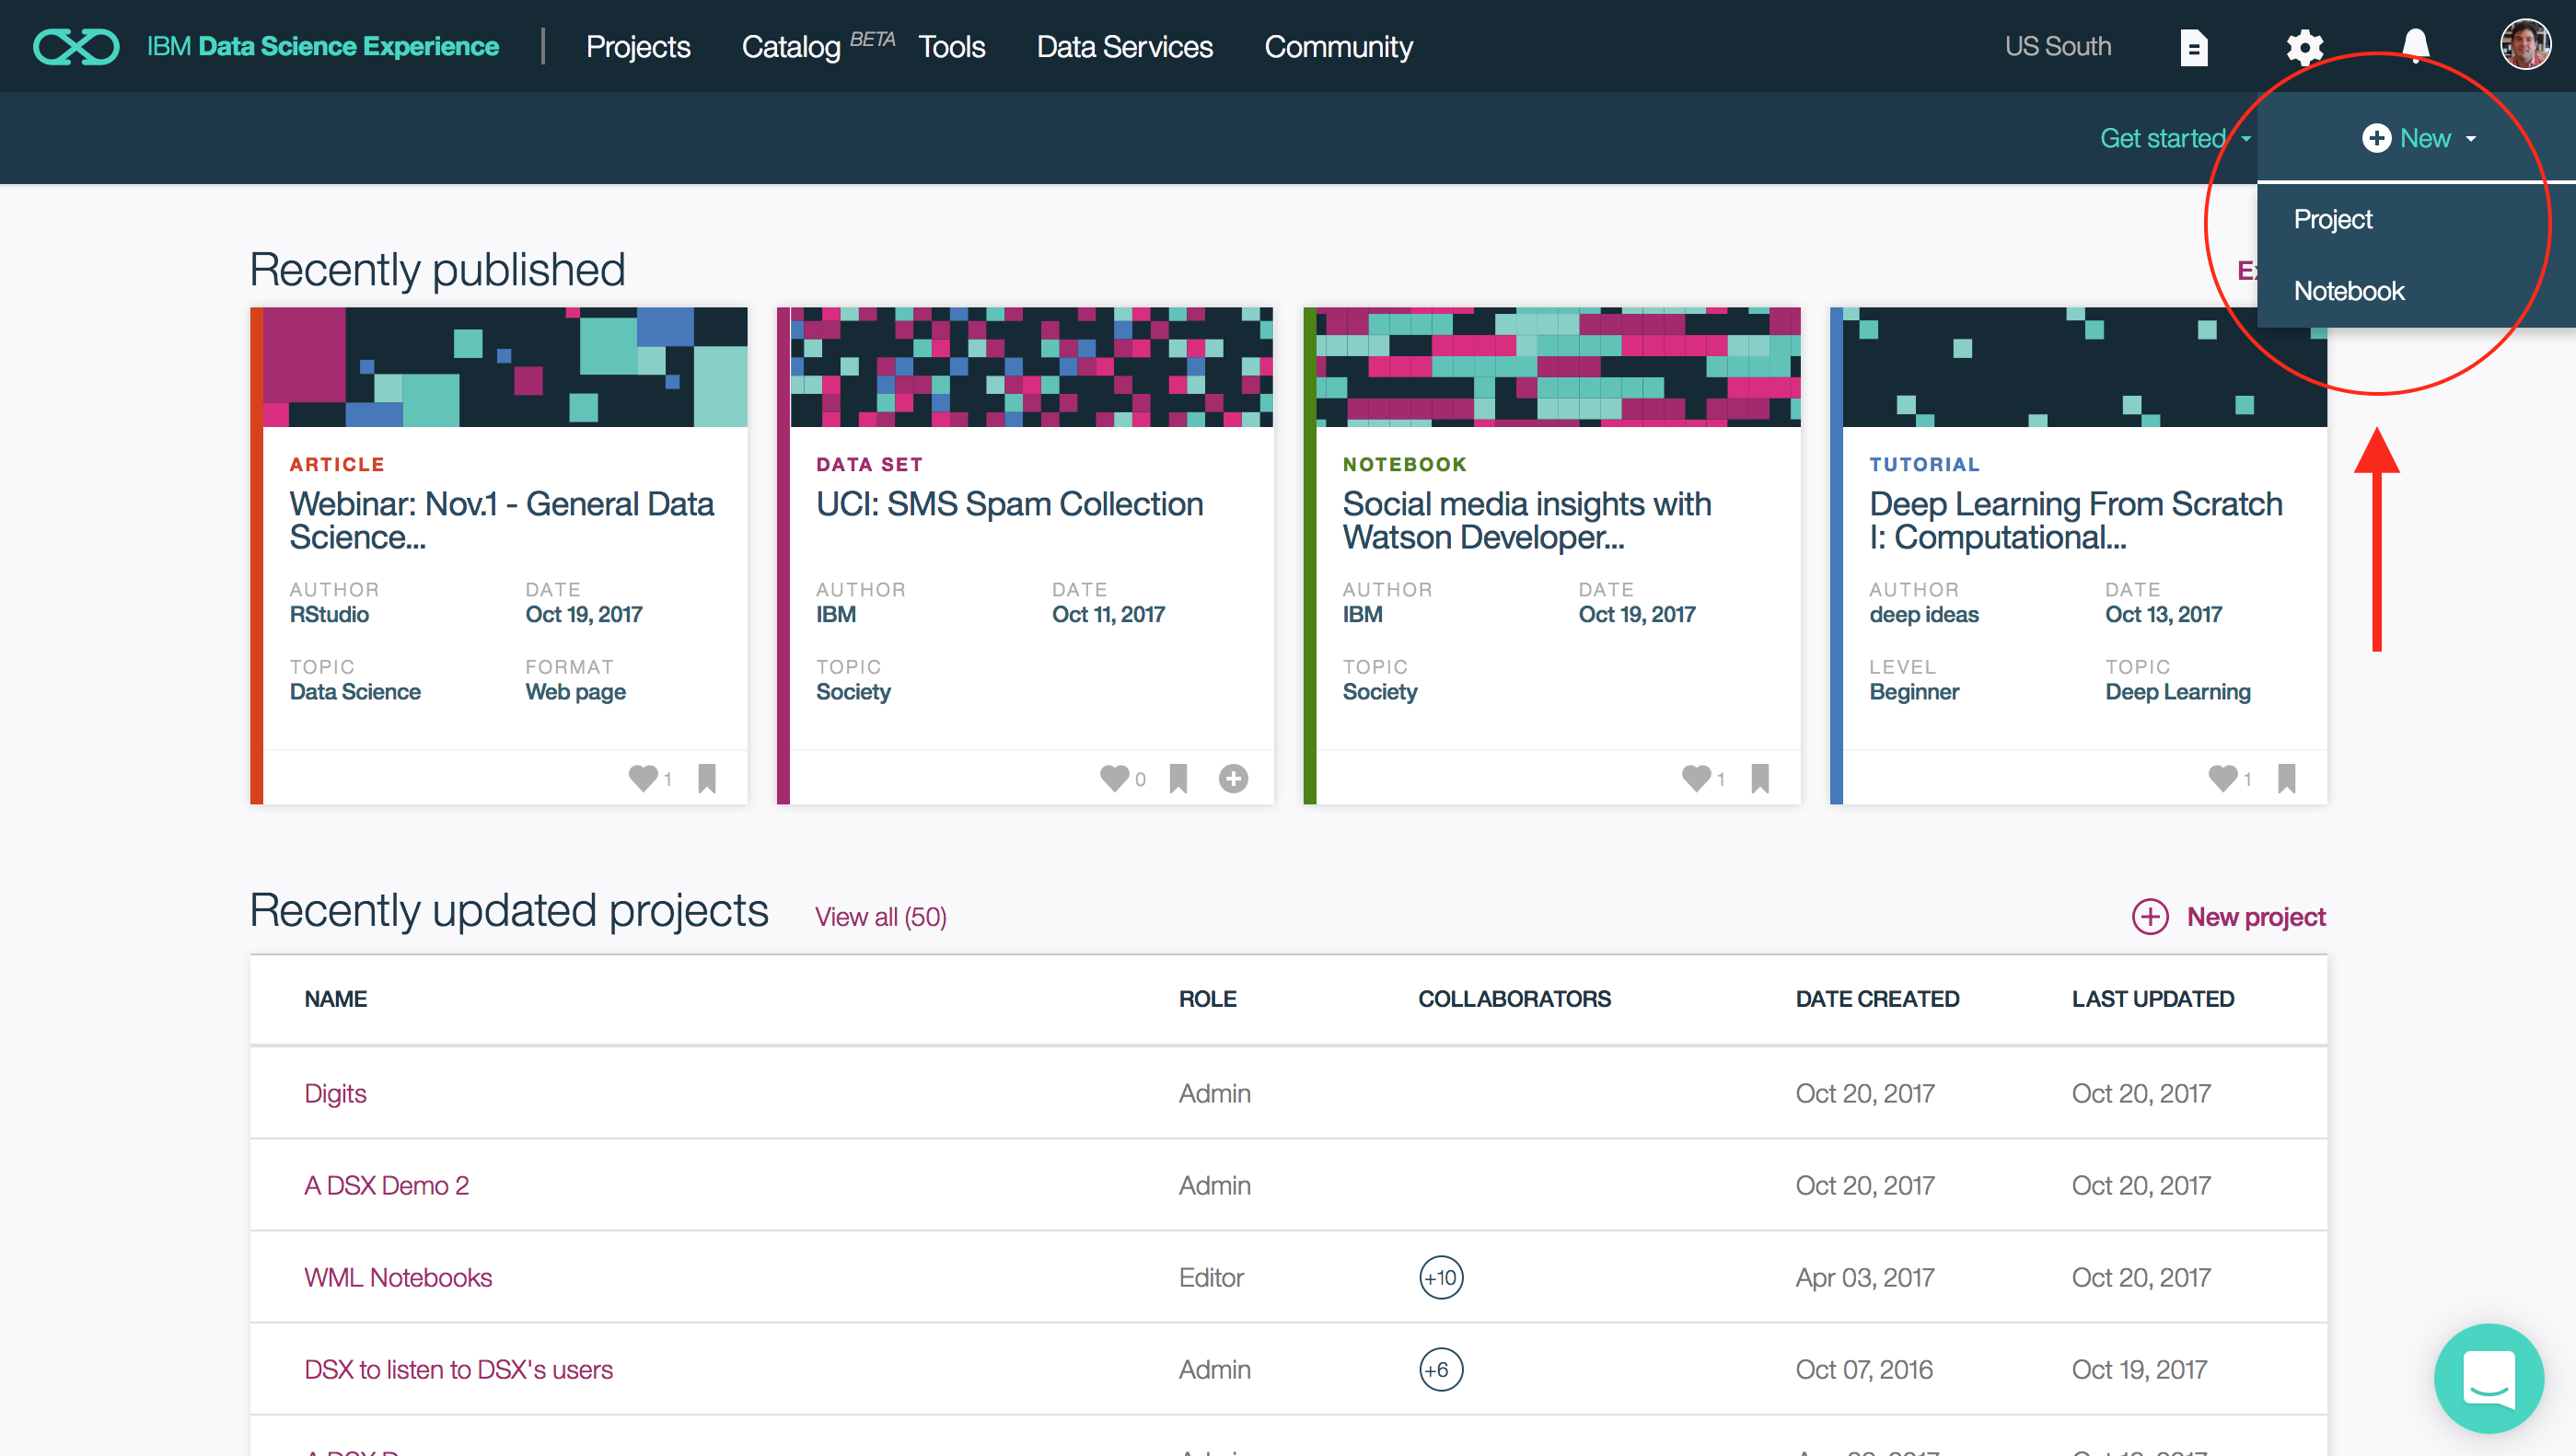 IBM Data Science Experience
Projects
Catalog BETA
Tools
Data Services
Community
US South
Get started
New
Project
Notebook
Recently published
ARTICLE
Webinar: Nov.1 - General Data
Science...
AUTHOR DATE
RStudio Oct 19, 2017
TOPIC FORMAT
Data Science Web page
1
DATA SET
UCI: SMS Spam Collection
AUTHOR DATE
IBM Oct 11, 2017
TOPIC
Society
0
NOTEBOOK
Social media insights with
Watson Developer...
AUTHOR DATE
IBM Oct 19, 2017
TOPIC
Society
1
TUTORIAL
Deep Learning From Scratch
I: Computational...
AUTHOR DATE
deep ideas Oct 13, 2017
LEVEL TOPIC
Beginner Deep Learning
1
Recently updated projects View all (50) New project
NAME ROLE COLLABORATORS DATE CREATED LAST UPDATED
Digits Admin Oct 20, 2017 Oct 20, 2017
A DSX Demo 2 Admin Oct 20, 2017 Oct 20, 2017
WML Notebooks Editor +10 Apr 03, 2017 Oct 20, 2017
DSX to listen to DSX's users Admin +6 Oct 07, 2016 Oct 19, 2017